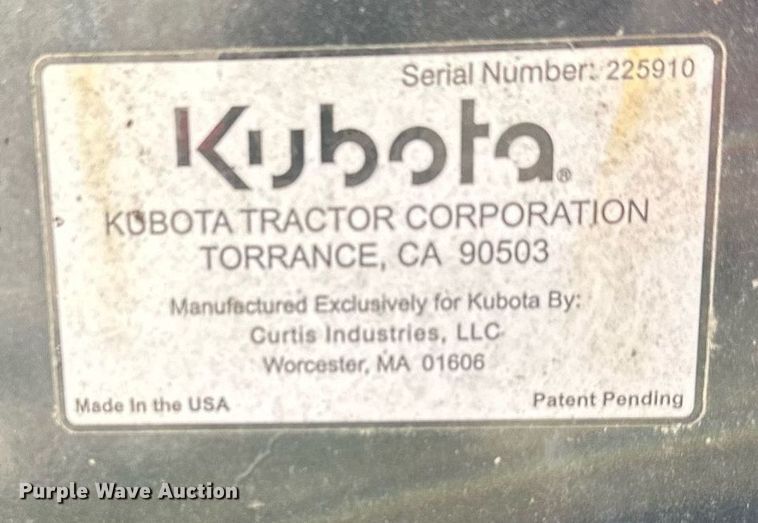 Serial Number: 225910
Kubota®
KUBOTA TRACTOR CORPORATION
TORRANCE, CA 90503
Manufactured Exclusively for Kubota By:
Curtis Industries, LLC
Worcester, MA 01606
Made In the USA
Patent Pending
Purple Wave Auction